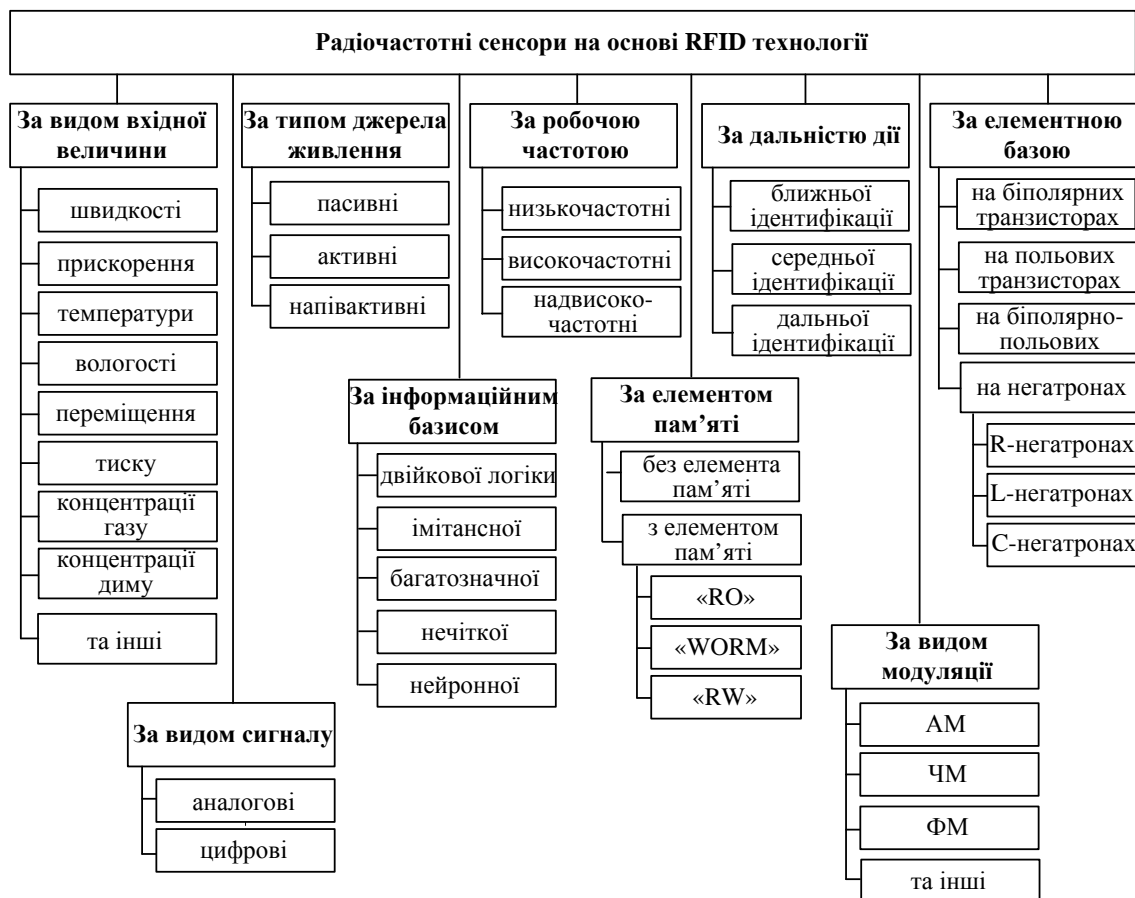 Радіочастотні сенсори на основі RFID технології
За видом вхідної
величини
швидкості
прискорення
температури
вологості
переміщення
тиску
концентрації
газу
концентрації
диму
та інші
За видом сигналу
аналогові
цифрові
За типом джерела
живлення
пасивні
активні
напівактивні
За інформаційним
базисом
двійкової логіки
імітансної
багатозначної
нечіткої
нейронної
За робочою
частотою
низькочастотні
високочастотні
надвисоко-
частотні
За елементом
пам’яті
без елемента
пам’яті
з елементом
пам’яті
«RO»
«WORM»
«RW»
За дальністю дії
ближньої
ідентифікації
середньої
ідентифікації
дальньої
ідентифікації
За видом
модуляції
АМ
ЧМ
ФМ
та інші
За елементною
базою
на біполярних
транзисторах
на польових
транзисторах
на біполярно-
польових
на негатронах
R-негатронах
L-негатронах
C-негатронах